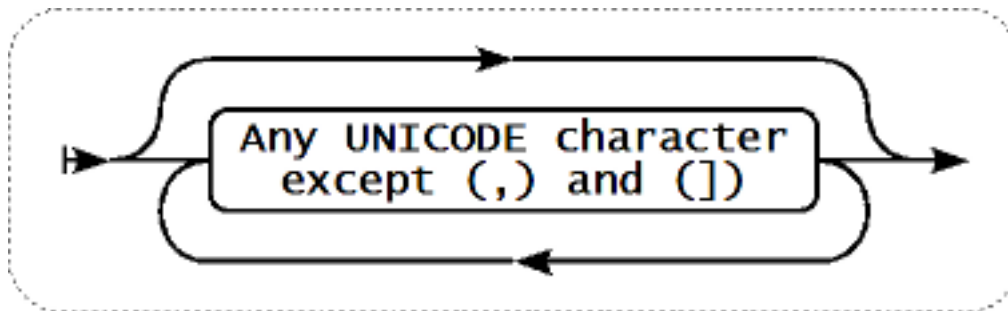 Any UNICODE character
except (,) and (])